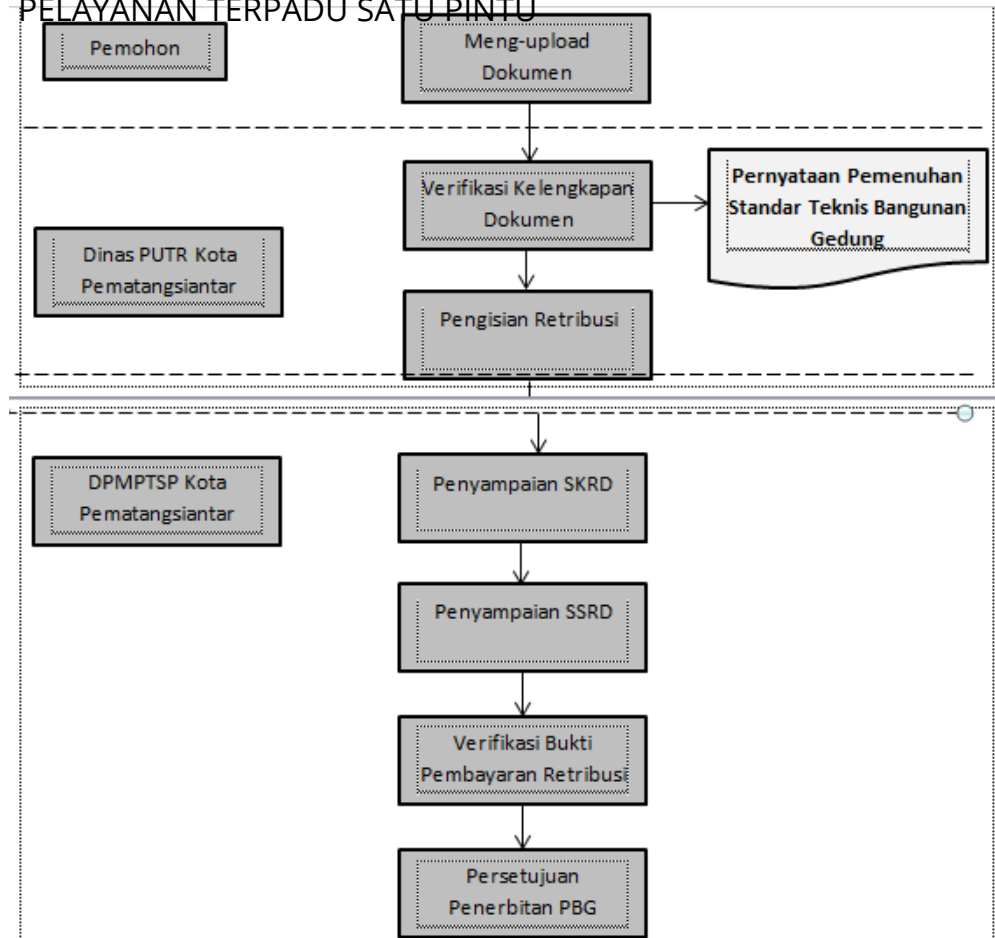 PELAYANAN TERPADU SATU PINTU
Pemohon
Meng-upload
Dokumen
Verifikasi Kelengkapan
Dokumen
Pernyataan Pemenuhan
Standar Teknis Bangunan
Gedung
Dinas PUTR Kota
Pematangsiantar
Pengisian Retribusi
DPMPTSP Kota
Pematangsiantar
Penyampaian SKRD
Penyampaian SSRD
Verifikasi Bukti
Pembayaran Retribusi
Persetujuan
Penerbitan PBG